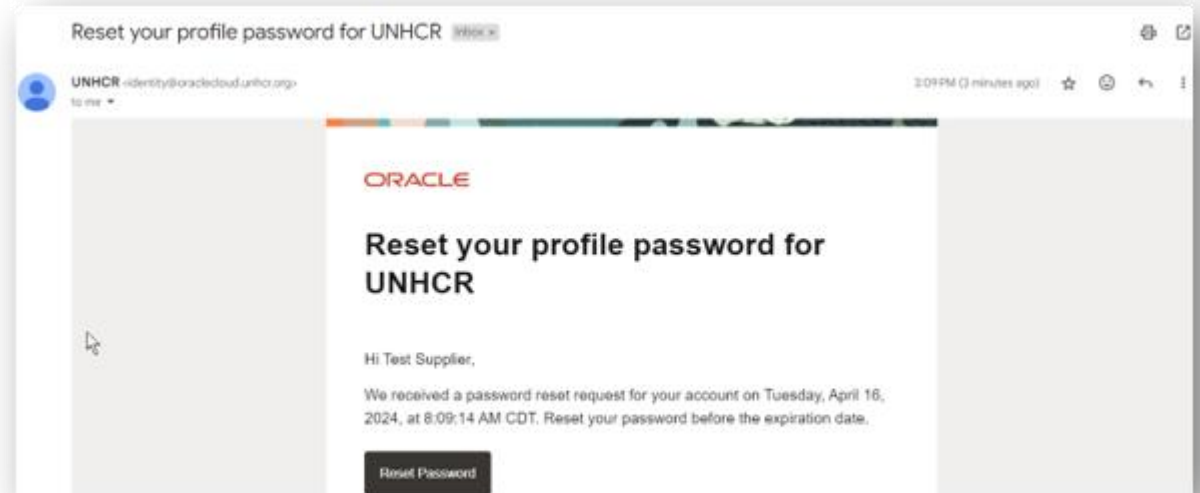 Reset your profile password for UNHCR Inbox x
UNHCR <identity@oraclecloud.unhcr.org> 3:09 PM (3 minutes ago)
to me
ORACLE
Reset your profile password for
UNHCR
Hi Test Supplier,
We received a password reset request for your account on Tuesday, April 16,
2024, at 8:09:14 AM CDT. Reset your password before the expiration date.
Reset Password